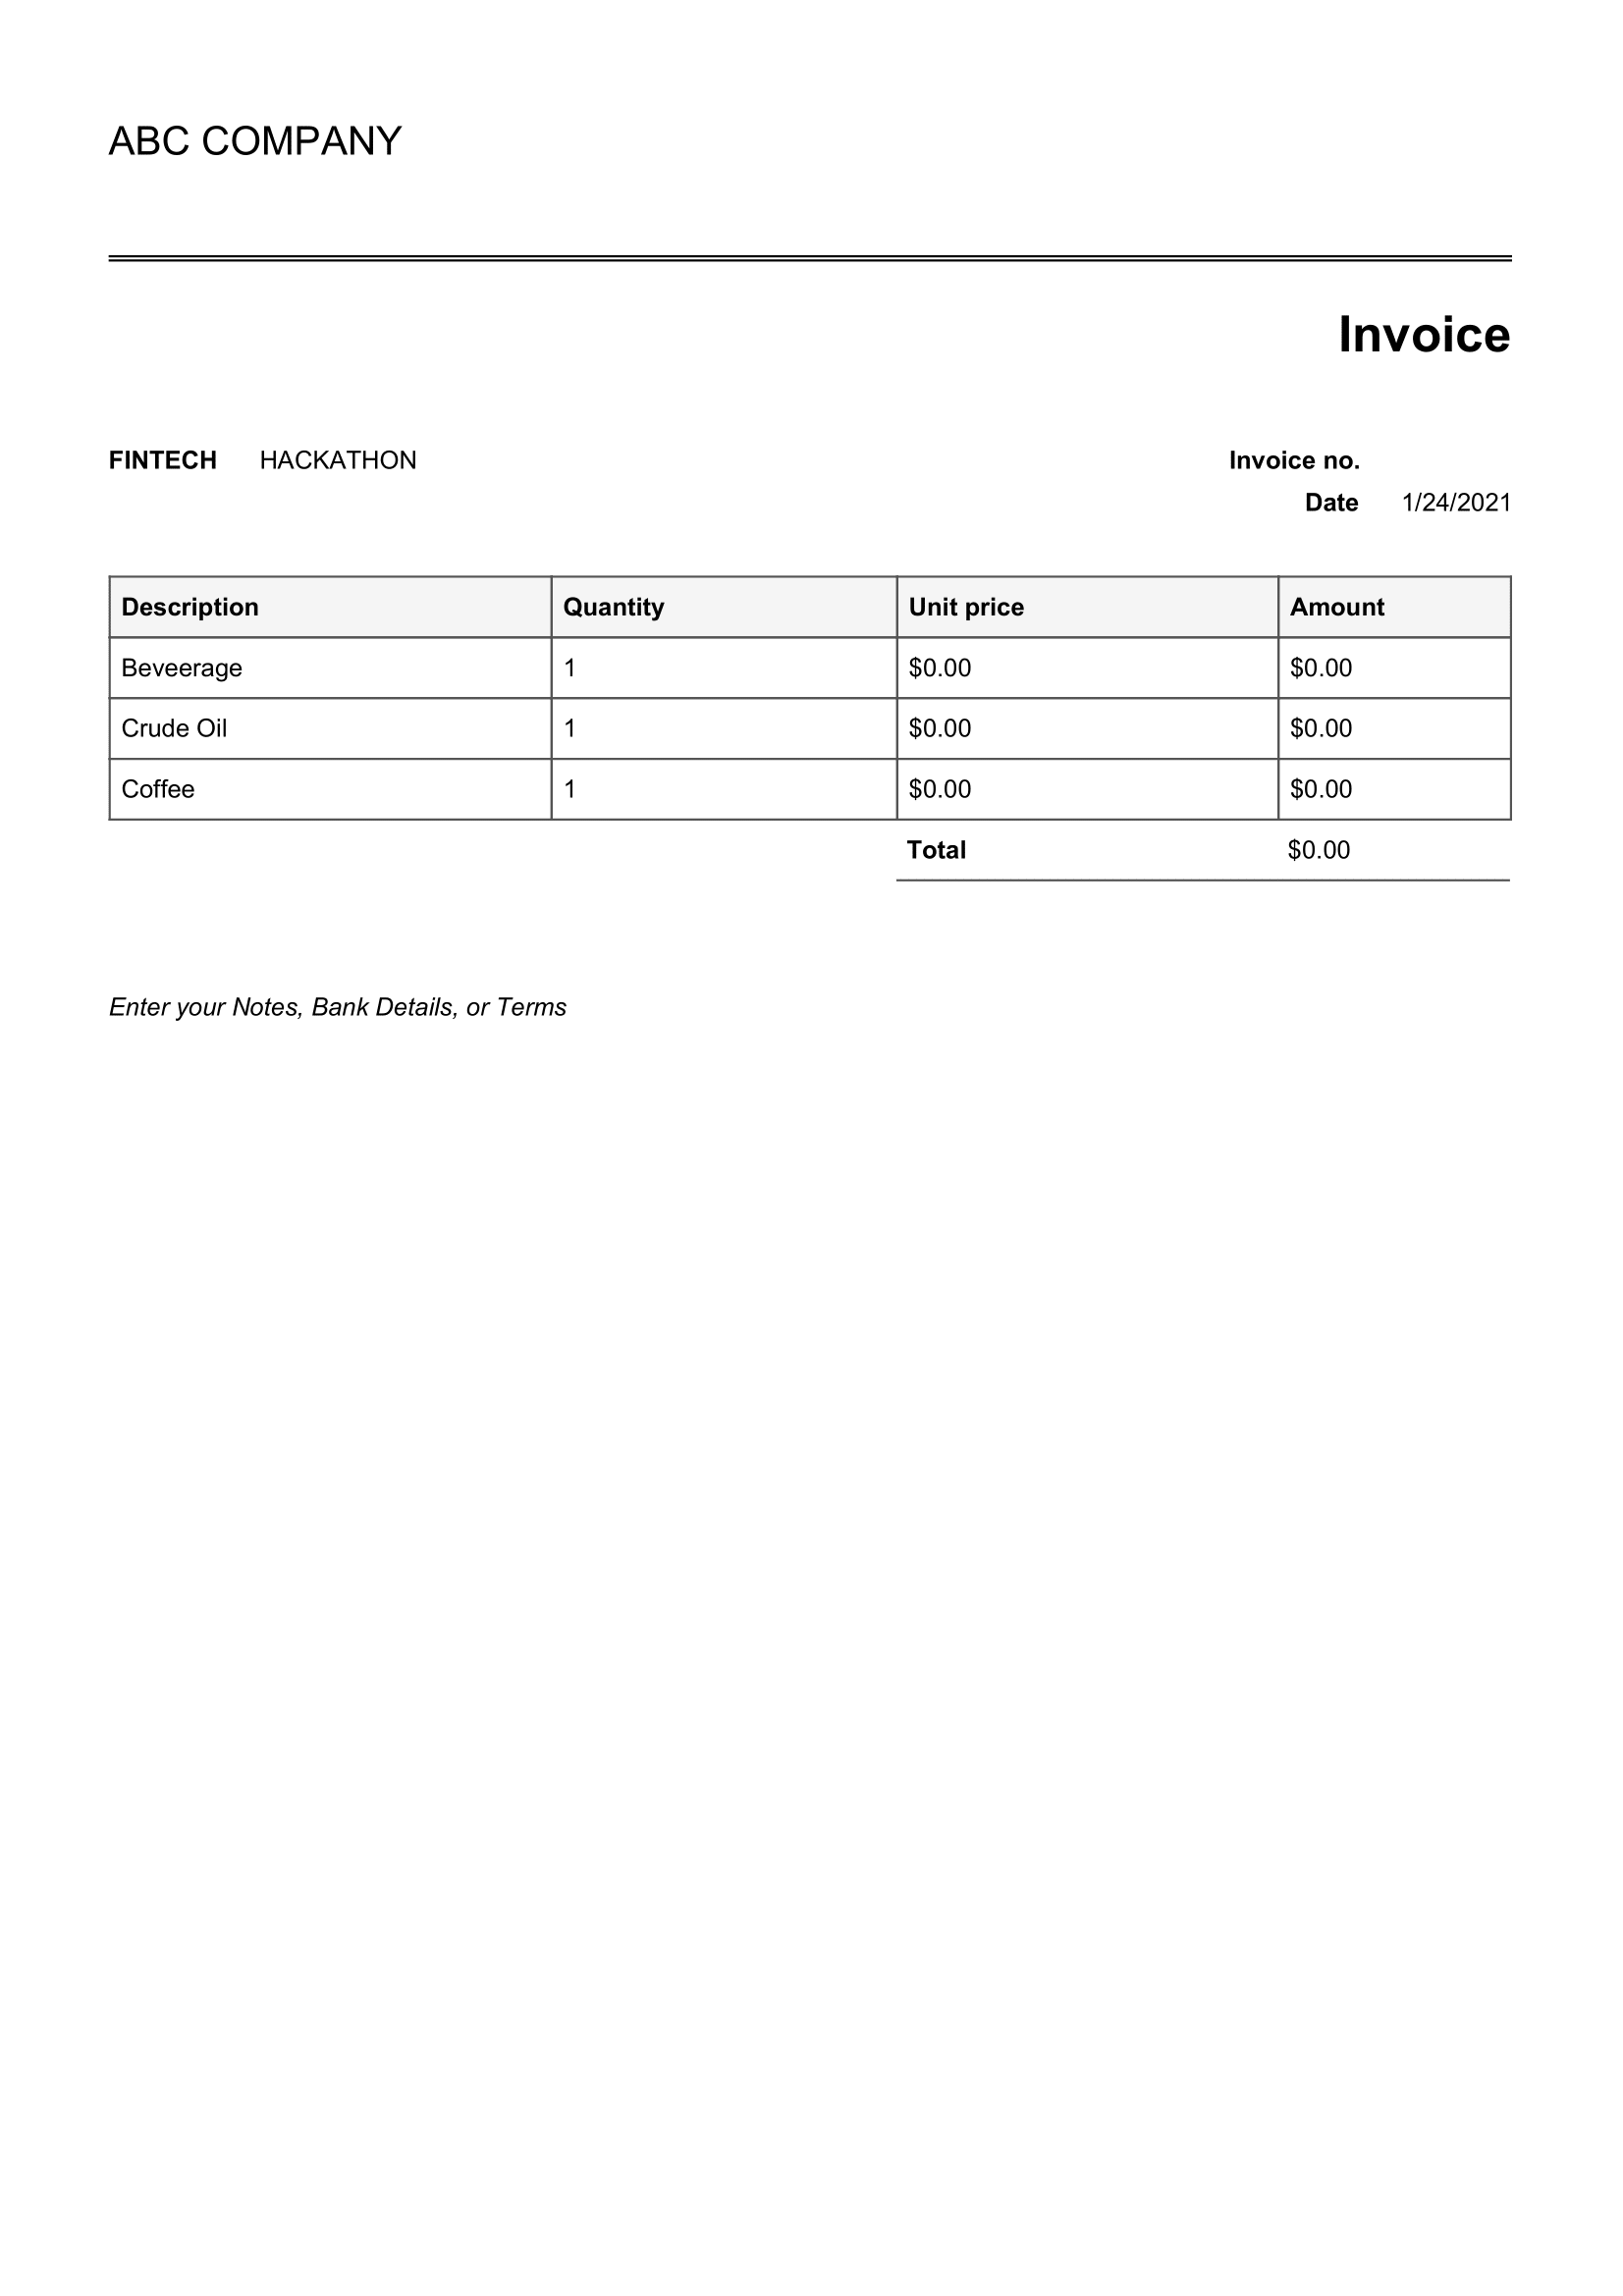 ABC COMPANY
Invoice
FINTECH HACKATHON Invoice no.
Date 1/24/2021
Description Quantity Unit price Amount
Beveerage 1 $0.00 $0.00
Crude Oil 1 $0.00 $0.00
Coffee 1 $0.00 $0.00
Total $0.00
Enter your Notes, Bank Details, or Terms